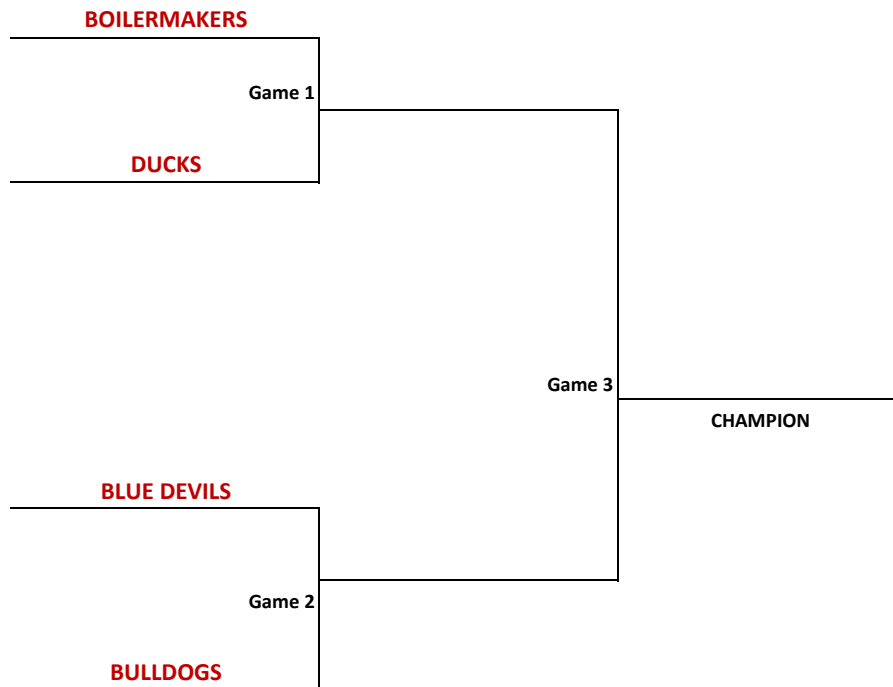 BOILERMAKERS
Game 1
DUCKS
Game 3
CHAMPION
BLUE DEVILS
Game 2
BULLDOGS